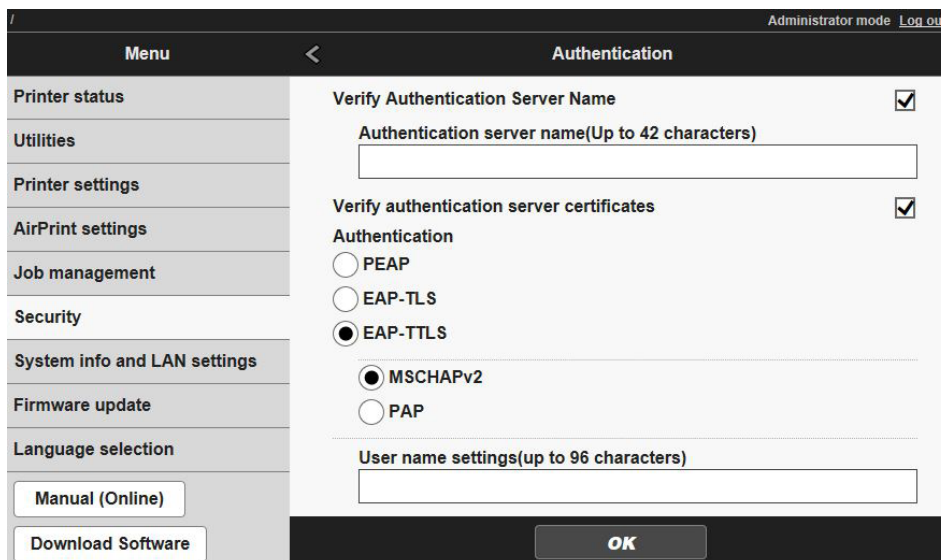 /
Administrator mode Log ou
Menu
Authentication
Printer status
Utilities
Printer settings
AirPrint settings
Job management
Security
System info and LAN settings
Firmware update
Language selection
Manual (Online)
Download Software
Verify Authentication Server Name
Authentication server name(Up to 42 characters)
Verify authentication server certificates
Authentication
PEAP
EAP-TLS
EAP-TTLS
MSCHAPv2
PAP
User name settings(up to 96 characters)
OK